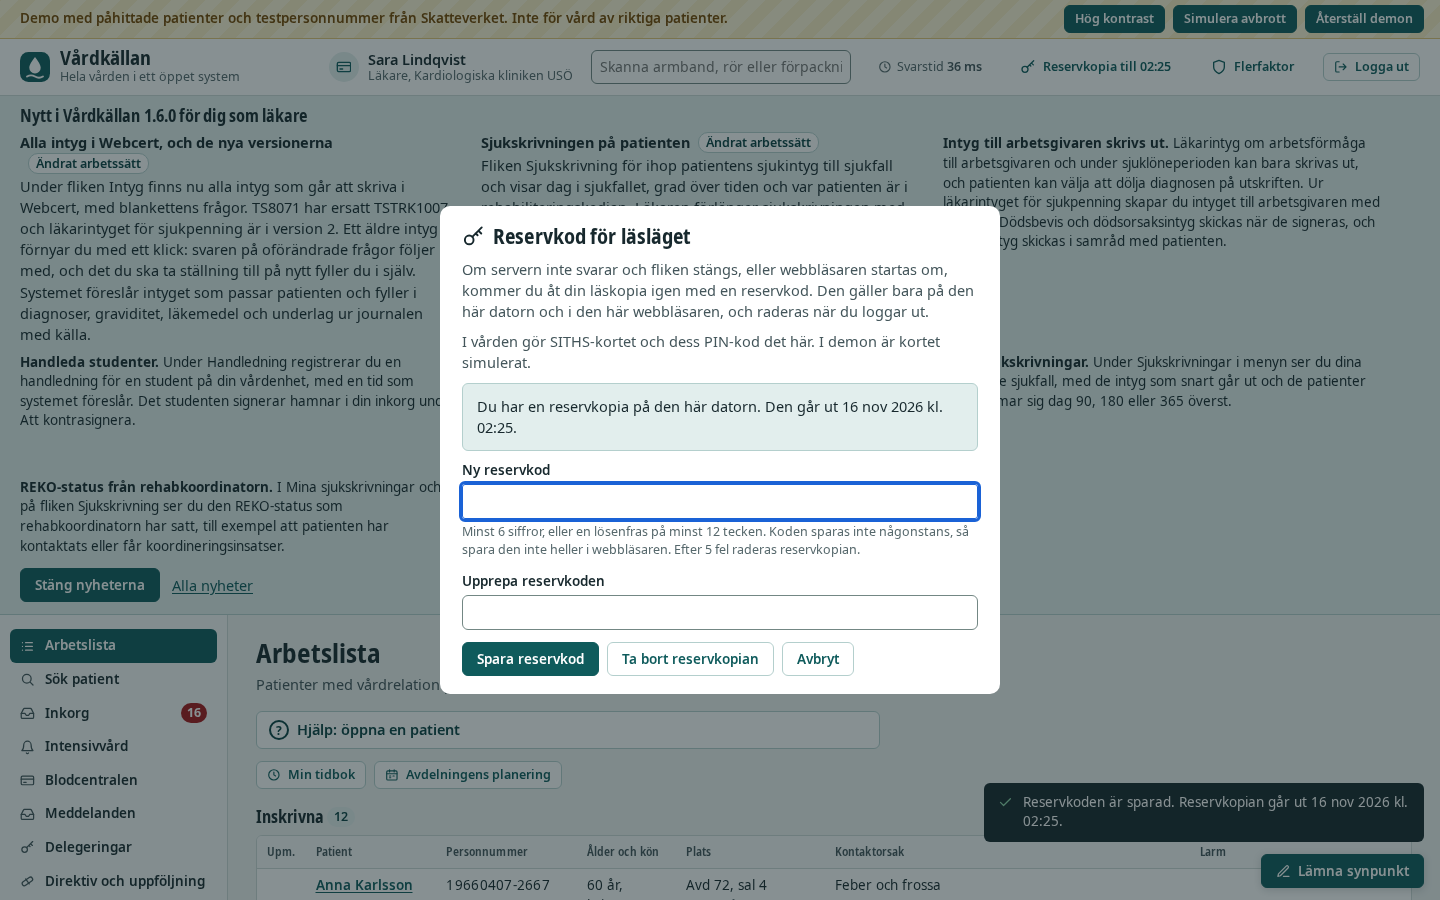 Demo med påhittade patienter och testpersonnummer från Skatteverket. Inte för vård av riktiga patienter.
Hög kontrast
Simulera avbrott
Återställ demon
Vårdkällan
Hela vården i ett öppet system
Sara Lindqvist
Läkare, Kardiologiska kliniken USÖ
Skanna armband, rör eller förpackni
Svarstid 36 ms
Reservkopia till 02:25
Flerfaktor
Logga ut
Nytt i Vårdkällan 1.6.0 för dig som läkare
Alla intyg i Webcert, och de nya versionerna
Ändrat arbetssätt
Under fliken Intyg finns nu alla intyg som går att skriva i
Webcert, med blankettens frågor. TS8071 har ersatt TSTRK1007
och läkarintyget för sjukpenning är i version 2. Ett äldre intyg
förnyar du med ett klick: svaren på oförändrade frågor följer
med, och det du ska ta ställning till på nytt fyller du i själv.
Systemet föreslår intyget som passar patienten och fyller i
diagnoser, graviditet, läkemedel och underlag ur journalen
med källa.
Sjukskrivningen på patienten
Ändrat arbetssätt
Fliken Sjukskrivning för ihop patientens sjukintyg till sjukfall
och visar dag i sjukfallet, grad över tiden och var patienten är i
Intyg till arbetsgivaren skrivs ut. Läkarintyg om arbetsförmåga
till arbetsgivaren och under sjuklöneperioden kan bara skrivas ut,
och patienten kan välja att dölja diagnosen på utskriften. Ur
läkarintyget för sjukpenning skapar du intyget till arbetsgivaren med
Dödsbevis och dödsorsaksintyg skickas när de signeras, och
skickas i samråd med patienten.
Handleda studenter. Under Handledning registrerar du en
handledning för en student på din vårdenhet, med en tid som
systemet föreslår. Det studenten signerar hamnar i din inkorg und
Att kontrasignera.
Under Sjukskrivningar i menyn ser du dina
sjukfall, med de intyg som snart går ut och de patienter
sig dag 90, 180 eller 365 överst.
REKO-status från rehabkoordinatorn. I Mina sjukskrivningar och
på fliken Sjukskrivning ser du den REKO-status som
rehabkoordinatorn har satt, till exempel att patienten har
kontaktats eller får koordineringsinsatser.
Stäng nyheterna
Alla nyheter
Reservkod för läsläget
Om servern inte svarar och fliken stängs, eller webbläsaren startas om,
kommer du åt din läskopia igen med en reservkod. Den gäller bara på den
här datorn och i den här webbläsaren, och raderas när du loggar ut.
I vården gör SITHS-kortet och dess PIN-kod det här. I demon är kortet
simulerat.
Du har en reservkopia på den här datorn. Den går ut 16 nov 2026 kl.
02:25.
Ny reservkod
Minst 6 siffror, eller en lösenfras på minst 12 tecken. Koden sparas inte någonstans, så
spara den inte heller i webbläsaren. Efter 5 fel raderas reservkopian.
Upprepa reservkoden
Spara reservkod
Ta bort reservkopian
Avbryt
Arbetslista
Sök patient
Inkorg
16
Intensivvård
Blodcentralen
Meddelanden
Delegeringar
Direktiv och uppföljning
Arbetslista
Patienter med vårdrelation
? Hjälp: öppna en patient
Min tidbok
Avdelningens planering
Inskrivna 12
Upm.
Patient
Personnummer
Ålder och kön
Plats
Kontaktorsak
Larm
Anna Karlsson
19660407-2667
60 år,
Avd 72, sal 4
Feber och frossa
Reservkoden är sparad. Reservkopian går ut 16 nov 2026 kl.
02:25.
Lämna synpunkt